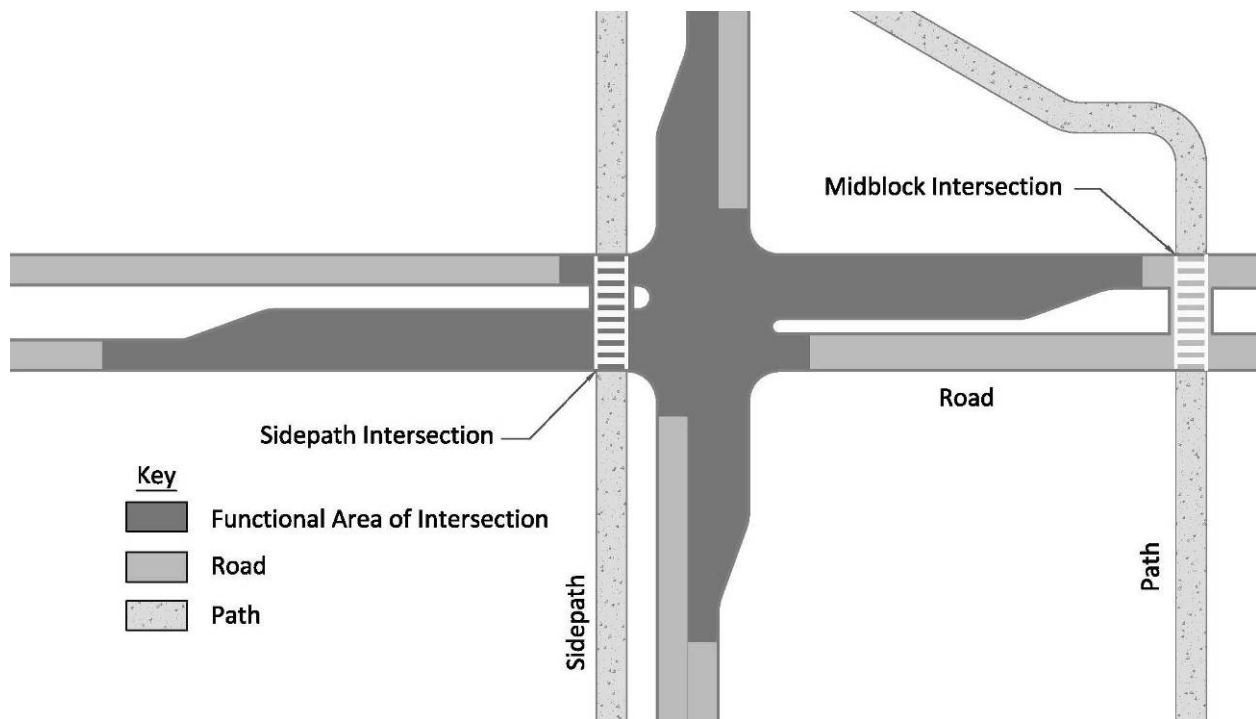 Midblock Intersection
Road
Sidepath Intersection
Key
Functional Area of Intersection
Road
Path
Sidepath
Path